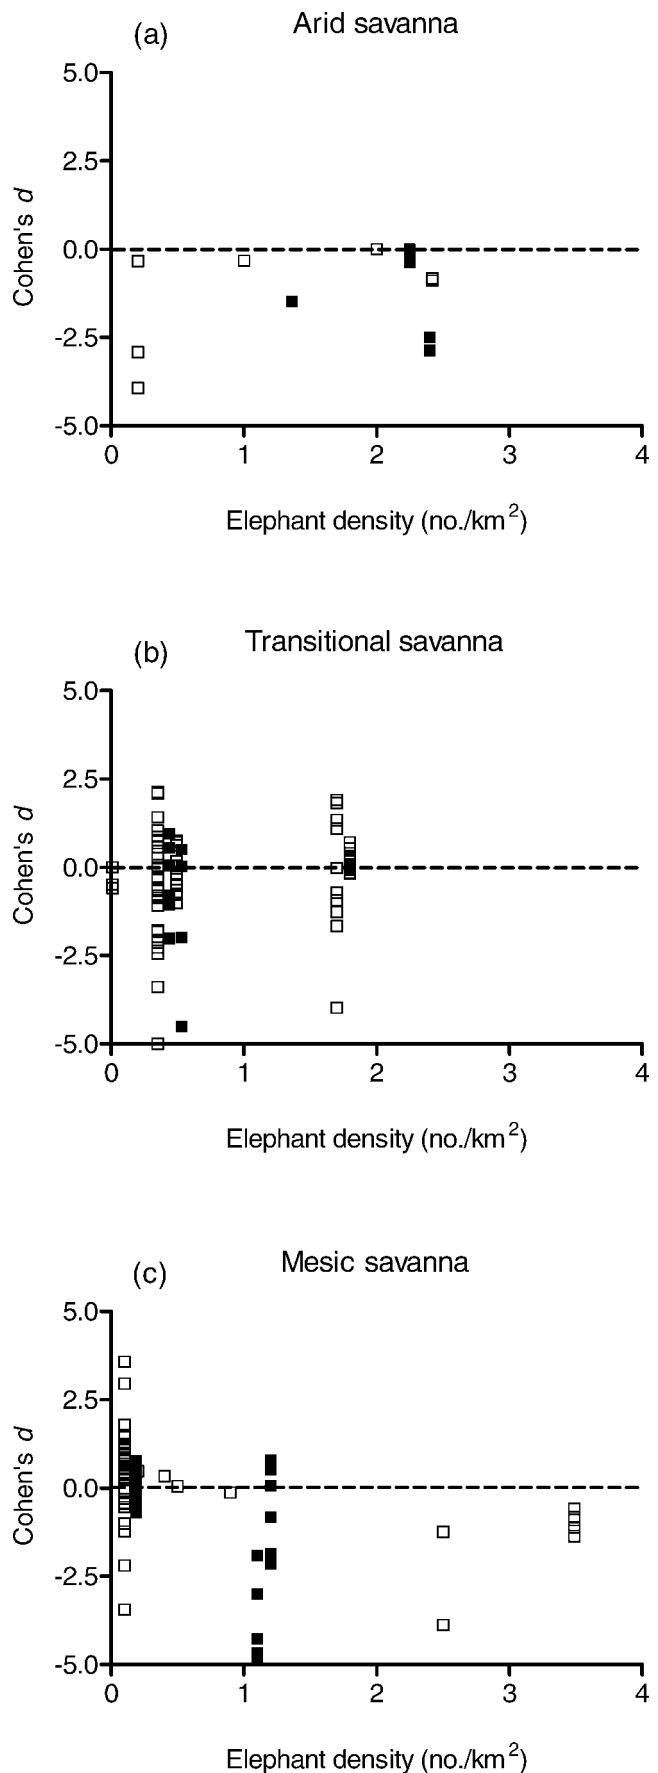 (a) Arid savanna
5.0
2.5
0.0
-2.5
-5.0
Cohen's d
0 1 2 3 4
Elephant density (no./km²)
(b) Transitional savanna
5.0
2.5
0.0
-2.5
-5.0
Cohen's d
0 1 2 3 4
Elephant density (no./km²)
(c) Mesic savanna
5.0
2.5
0.0
-2.5
-5.0
Cohen's d
0 1 2 3 4
Elephant density (no./km²)